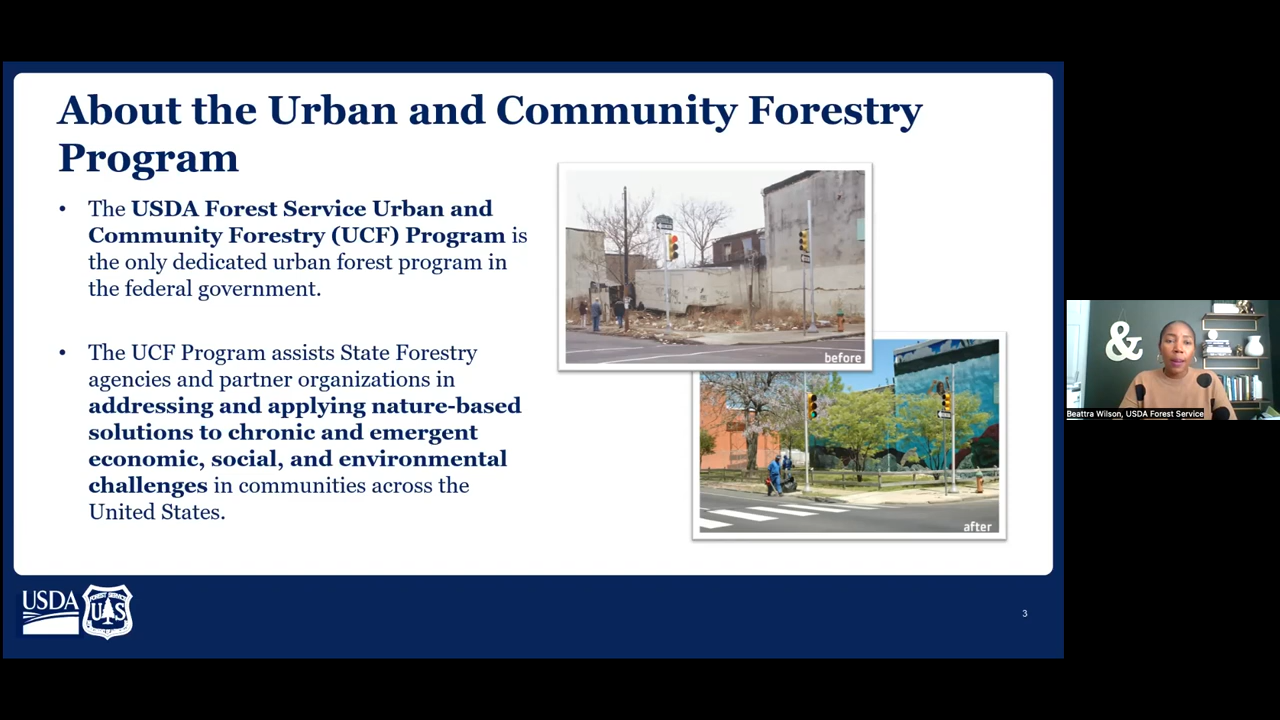 About the Urban and Community Forestry
Program
• The USDA Forest Service Urban and
Community Forestry (UCF) Program is
the only dedicated urban forest program in
the federal government.
• The UCF Program assists State Forestry
agencies and partner organizations in
addressing and applying nature-based
solutions to chronic and emergent
economic, social, and environmental
challenges in communities across the
United States.
before
after
&
Beattra Wilson, USDA Forest Service
USDA
FOREST SERVICE
U S
3